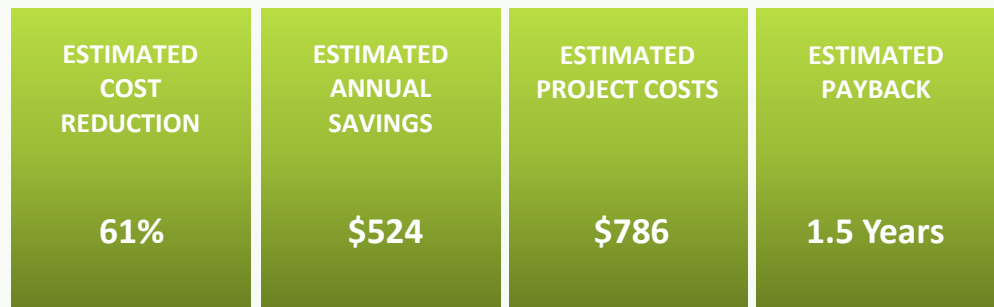 ESTIMATED
COST
REDUCTION
61%
ESTIMATED
ANNUAL
SAVINGS
$524
ESTIMATED
PROJECT COSTS
$786
ESTIMATED
PAYBACK
1.5 Years